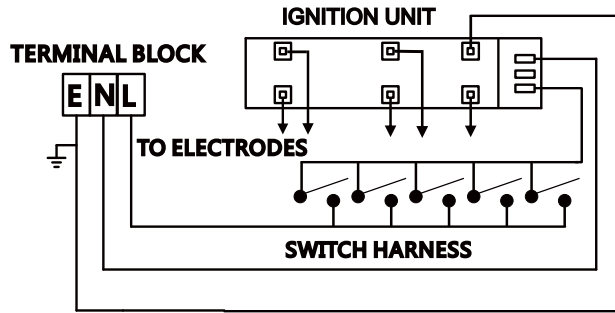 IGNITION UNIT
TERMINAL BLOCK
E N L
TO ELECTRODES
SWITCH HARNESS